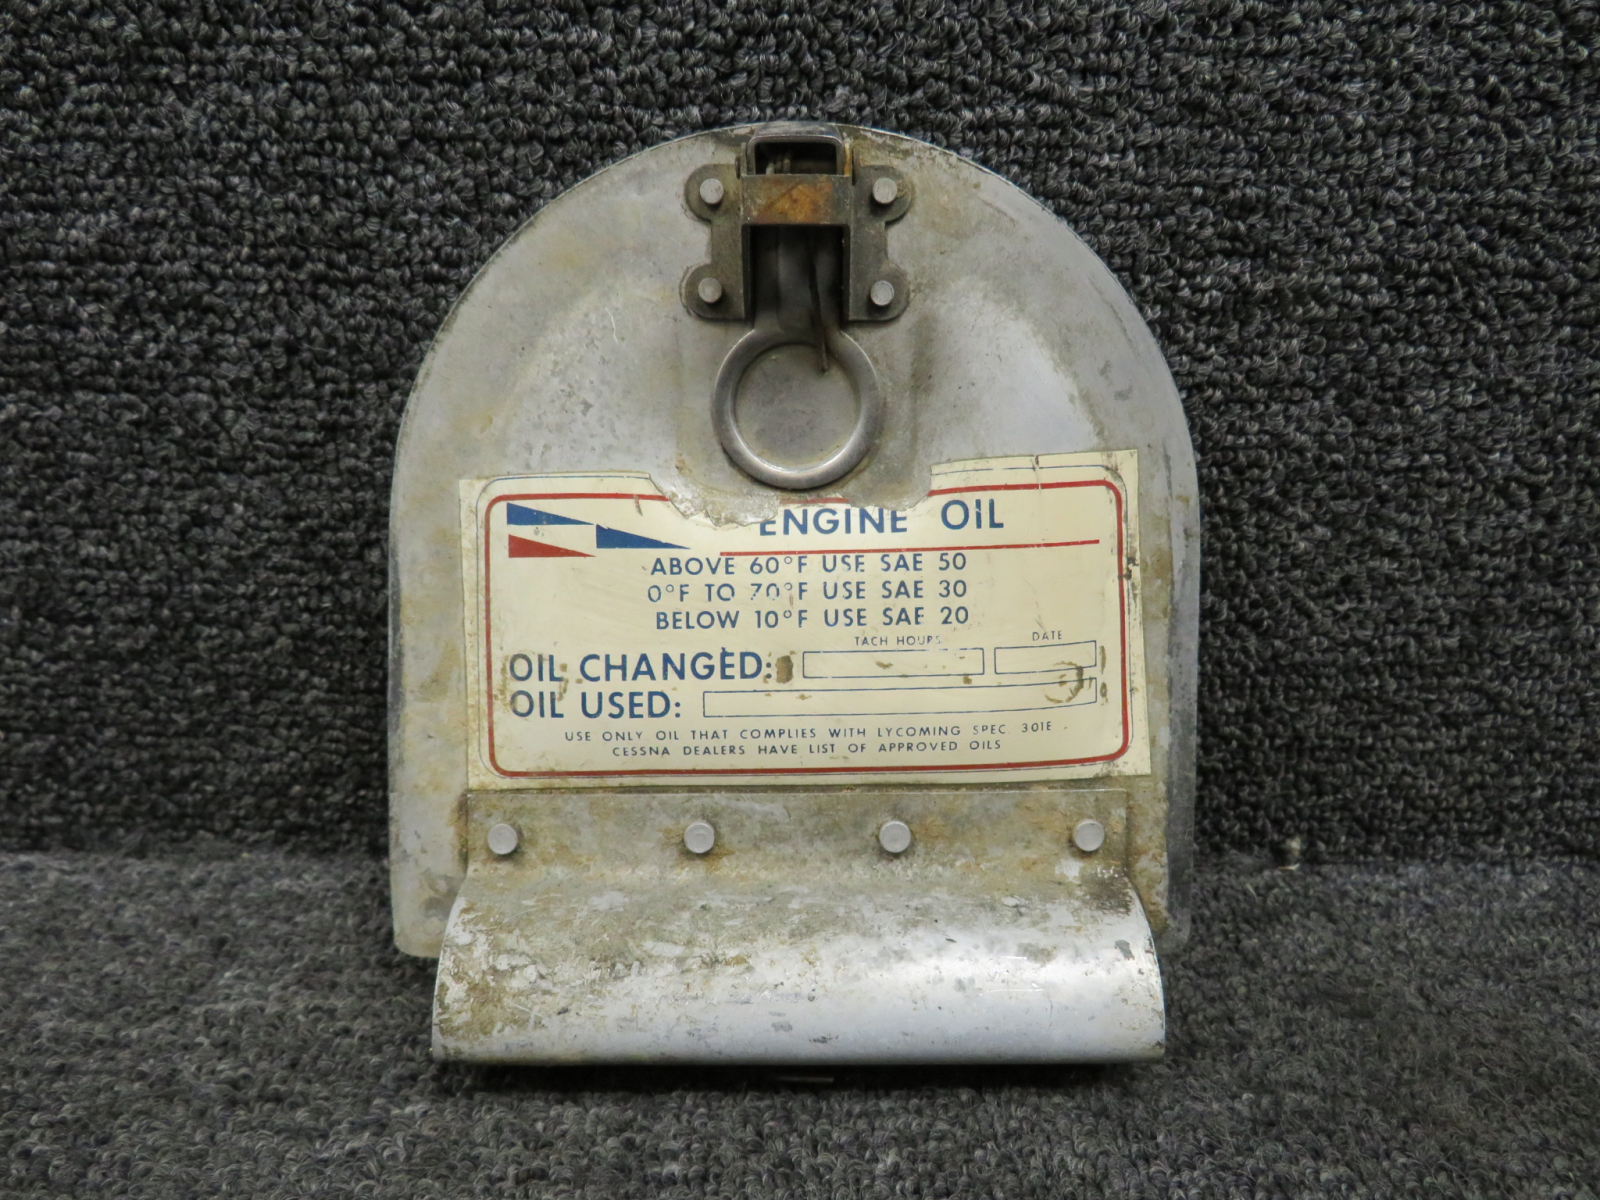 ENGINE OIL
ABOVE 60°F USE SAE 50
0°F TO 70°F USE SAE 30
BELOW 10°F USE SAE 20
TACH HOURS DATE
OIL CHANGED:
OIL USED:
USE ONLY OIL THAT COMPLIES WITH LYCOMING SPEC. 301E.
CESSNA DEALERS HAVE LIST OF APPROVED OILS